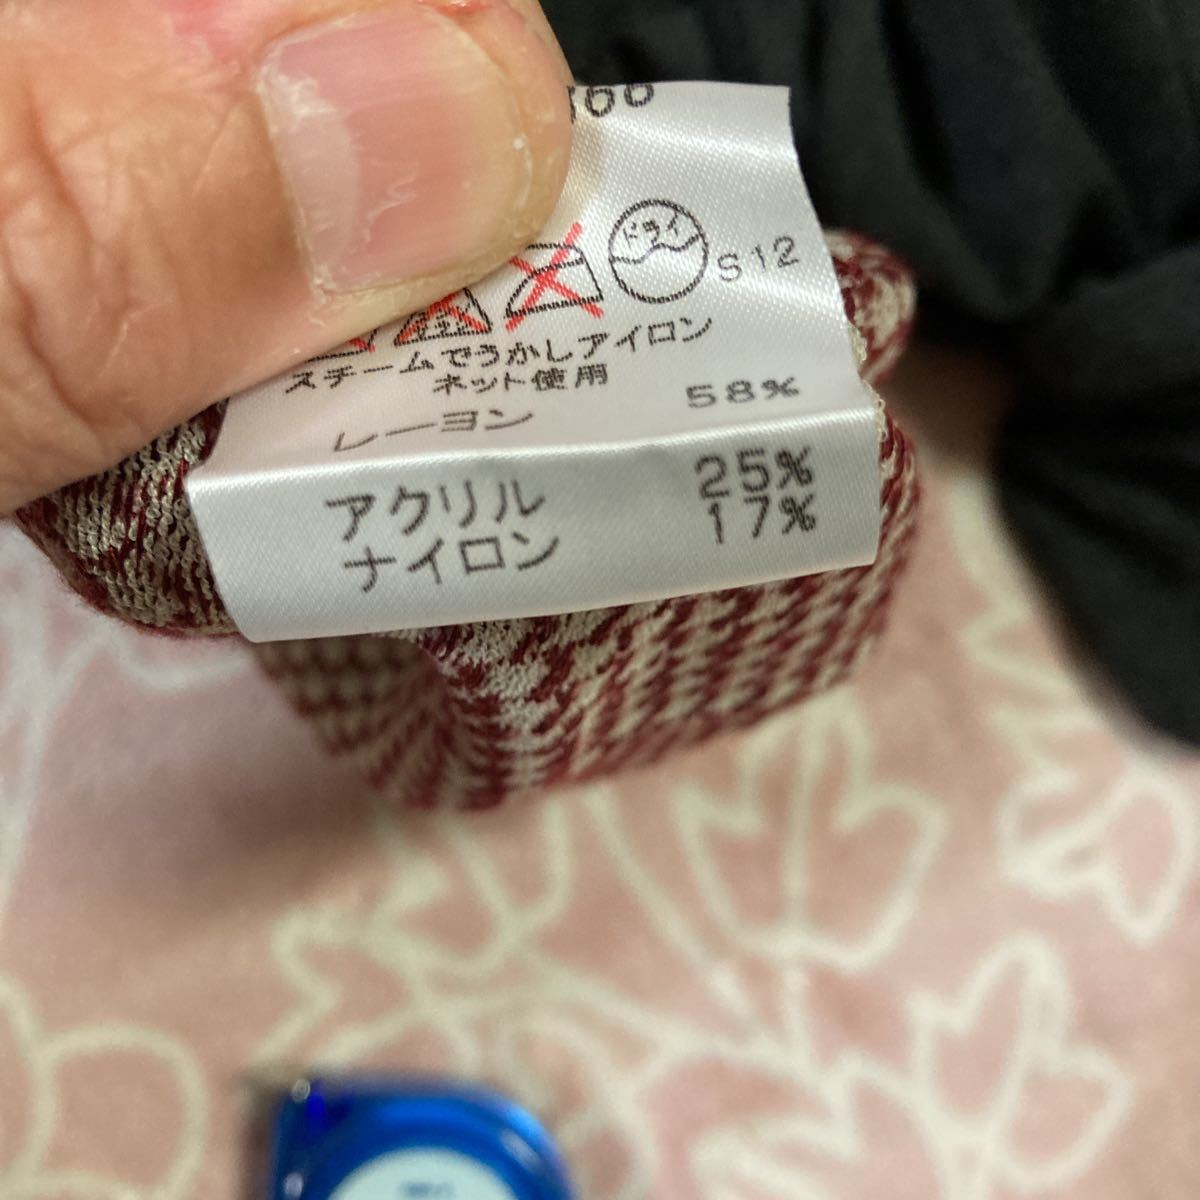 ドライ
S 12
スチームでうかしアイロン
ネット使用
レーヨン 58%
アクリル 25%
ナイロン 17%